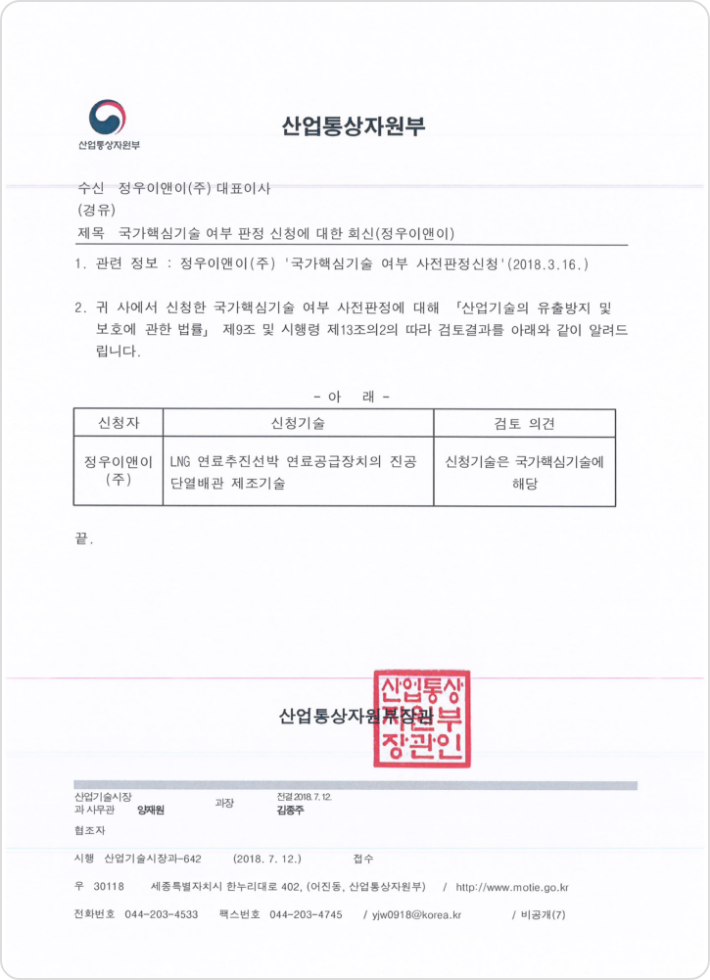 산업통상자원부
산업통상자원부
수신 정우이앤이(주) 대표이사
(경유)
제목 국가핵심기술 여부 판정 신청에 대한 회신(정우이앤이)
1. 관련 정보 : 정우이앤이(주) '국가핵심기술 여부 사전판정신청'(2018.3.16.)
2. 귀 사에서 신청한 국가핵심기술 여부 사전판정에 대해 「산업기술의 유출방지 및
보호에 관한 법률」 제9조 및 시행령 제13조의2의 따라 검토결과를 아래와 같이 알려드
립니다.
- 아 래 -
신청자 신청기술 검토 의견
정우이앤이 LNG 연료추진선박 연료공급장치의 진공 신청기술은 국가핵심기술에
(주) 단열배관 제조기술 해당
끝.
산업통상자원부장관
산업통상
자원부
장관인
산업기술시장 전결 2018. 7. 12.
과 사무관 양재원 과장 김종주
협조자
시행 산업기술시장과-642 (2018. 7. 12.) 접수
우 30118 세종특별자치시 한누리대로 402, (어진동, 산업통상자원부) / http://www.motie.go.kr
전화번호 044-203-4533 팩스번호 044-203-4745 / yjw0918@korea.kr / 비공개(7)